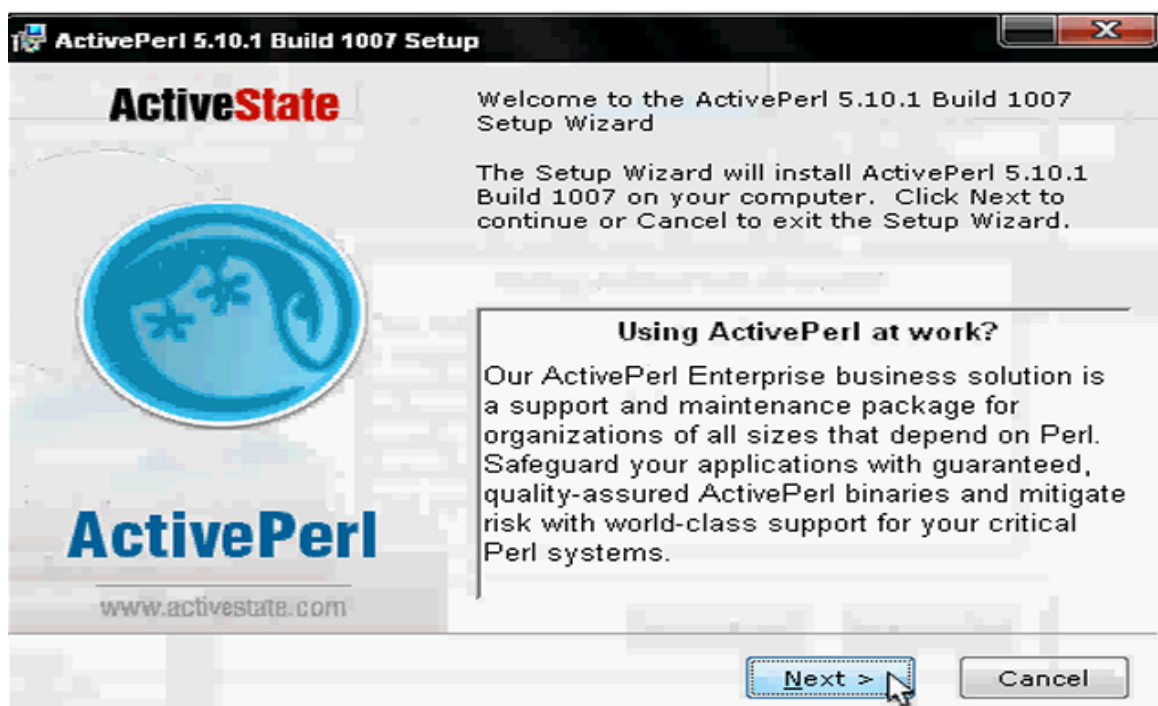 ActivePerl 5.10.1 Build 1007 Setup
ActiveState
Welcome to the ActivePerl 5.10.1 Build 1007
Setup Wizard
The Setup Wizard will install ActivePerl 5.10.1
Build 1007 on your computer. Click Next to
continue or Cancel to exit the Setup Wizard.
Using ActivePerl at work?
Our ActivePerl Enterprise business solution is
a support and maintenance package for
organizations of all sizes that depend on Perl.
Safeguard your applications with guaranteed,
quality-assured ActivePerl binaries and mitigate
risk with world-class support for your critical
Perl systems.
ActivePerl
www.activestate.com
Next >
Cancel